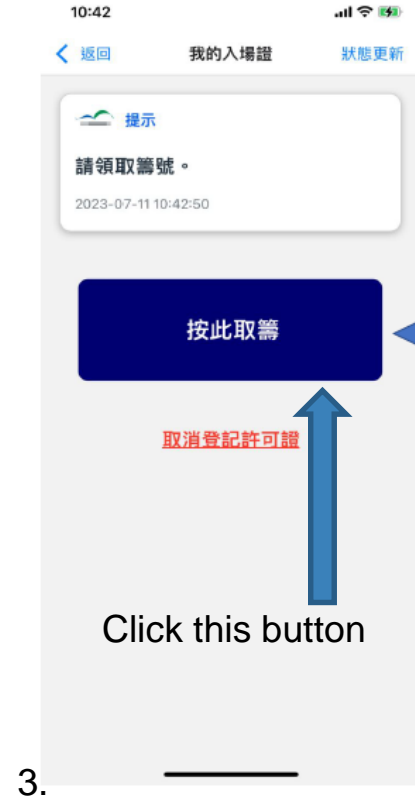 10:42
返回 我的入場證 狀態更新
提示
請領取籌號。
2023-07-11 10:42:50
按此取籌
取消登記許可證
Click this button
3.